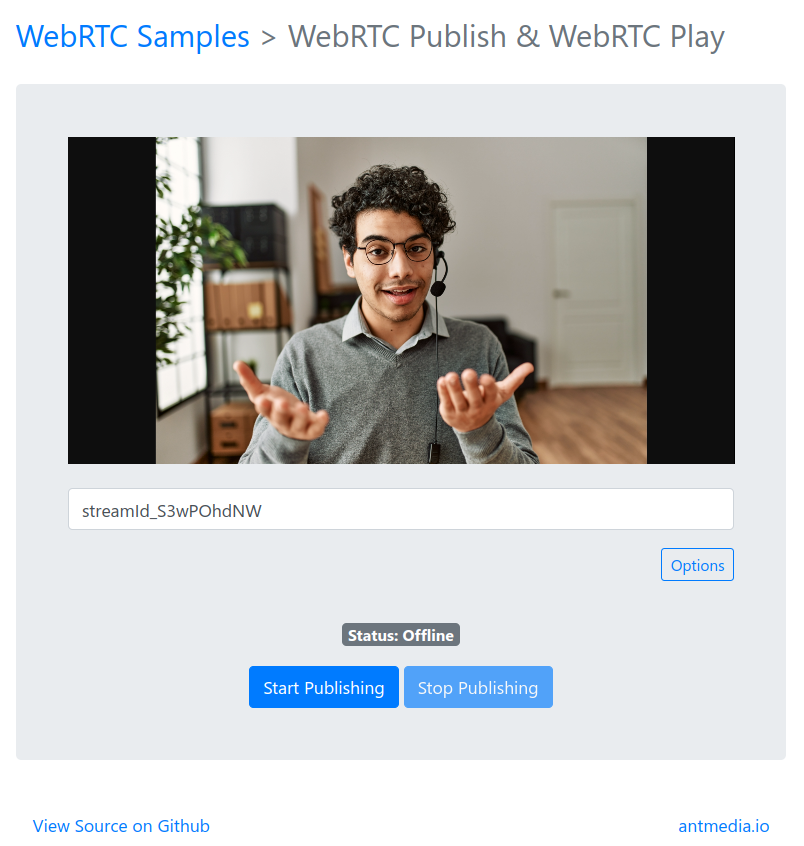 WebRTC Samples > WebRTC Publish & WebRTC Play
streamId_S3wPOhdNW
Options
Status: Offline
Start Publishing Stop Publishing
View Source on Github antmedia.io